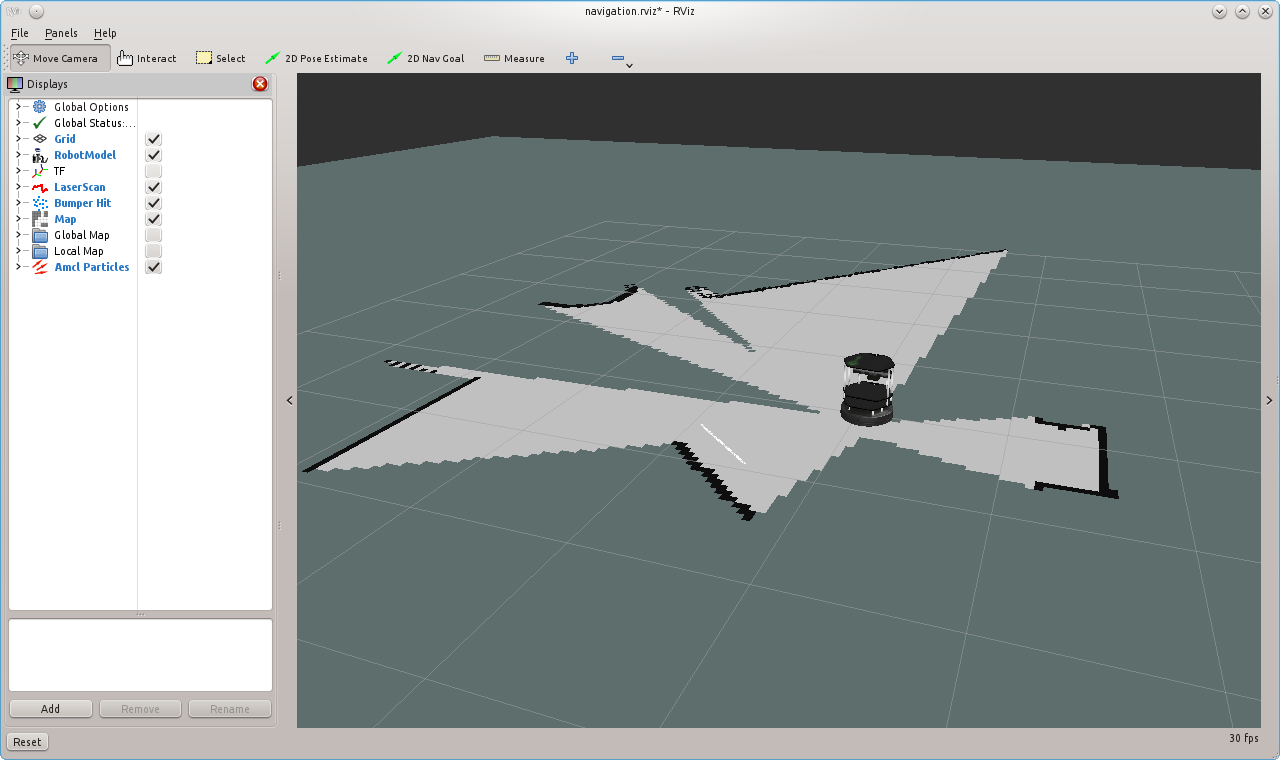 navigation.rviz* - RViz
File Panels Help
Move Camera Interact Select 2D Pose Estimate 2D Nav Goal Measure
Displays
Global Options
Global Status:...
Grid
RobotModel
TF
LaserScan
Bumper Hit
Map
Global Map
Local Map
Amcl Particles
Add Remove Rename
Reset 30 fps